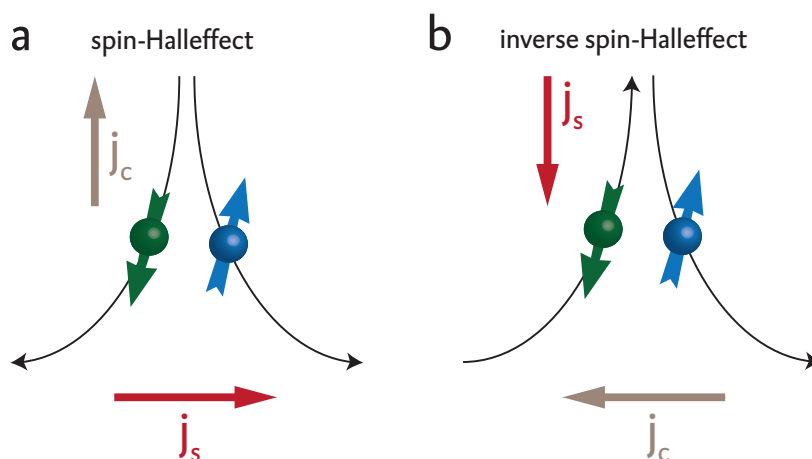 a
spin-Halleffect
jc
js
b
inverse spin-Halleffect
js
jc